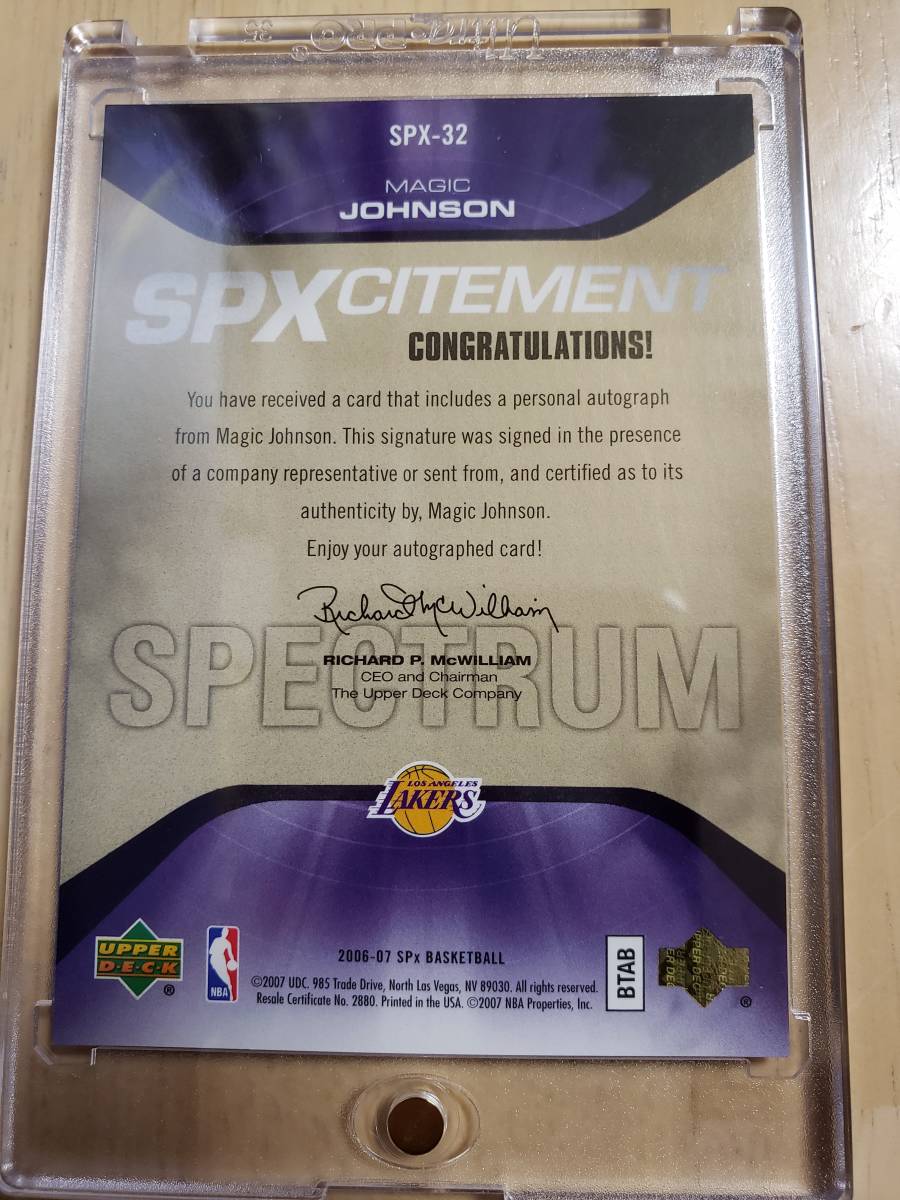 Ultra PRO®
SPX-32
MAGIC
JOHNSON
SPXCITEMENT
CONGRATULATIONS!
You have received a card that includes a personal autograph
from Magic Johnson. This signature was signed in the presence
of a company representative or sent from, and certified as to its
authenticity by, Magic Johnson.
Enjoy your autographed card!
Richard McWilliam
SPECTRUM
RICHARD P. McWILLIAM
CEO and Chairman
The Upper Deck Company
LOS ANGELES
LAKERS
UPPER
D·E·C·K
®
NBA
2006-07 SPx BASKETBALL
©2007 UDC. 985 Trade Drive, North Las Vegas, NV 89030. All rights reserved.
Resale Certificate No. 2880. Printed in the USA. ©2007 NBA Properties, Inc.
BTAB
UPPER DECK
®